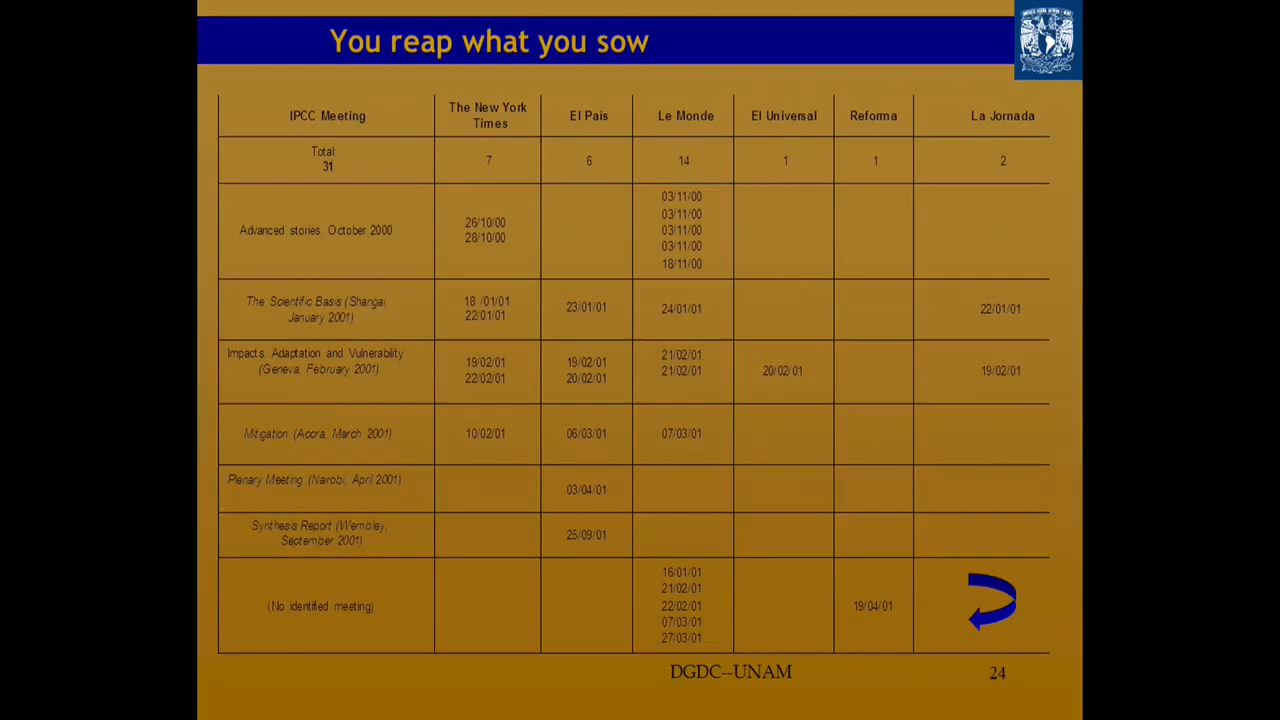 You reap what you sow
IPCC Meeting
The New York
Times
El País
Le Monde
El Universal
Reforma
La Jornada
Total
31
7
6
14
1
1
2
Advanced stories. October 2000
26/10/00
28/10/00
03/11/00
03/11/00
03/11/00
03/11/00
18/11/00
The Scientific Basis (Shangai,
January 2001)
18 /01/01
22/01/01
23/01/01
24/01/01
22/01/01
Impacts. Adaptation and Vulnerability
(Geneva. February 2001)
19/02/01
22/02/01
19/02/01
20/02/01
21/02/01
21/02/01
20/02/01
19/02/01
Mitigation (Accra, March 2001)
10/02/01
06/03/01
07/03/01
Plenary Meeting (Nairobi, April 2001)
03/04/01
Synthesis Report (Wembley,
September 2001)
25/09/01
(No identified meeting)
16/01/01
21/02/01
22/02/01
07/03/01
27/03/01
19/04/01
DGDC--UNAM
24